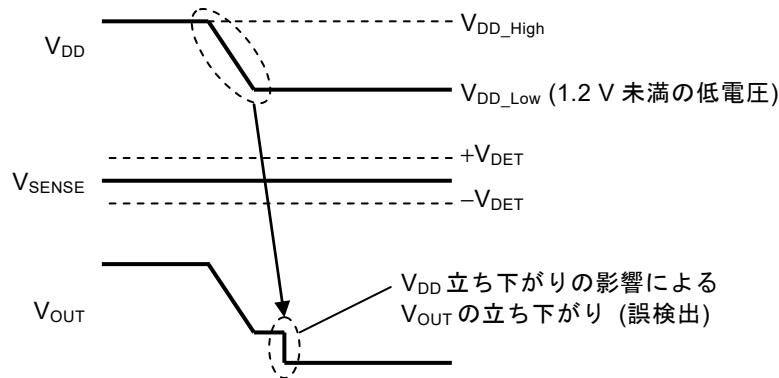 V_DD_High
V_DD
V_DD_Low (1.2 V 未満の低電圧)
+V_DET
V_SENSE
−V_DET
V_DD 立ち下がりの影響による
V_OUT の立ち下がり (誤検出)
V_OUT